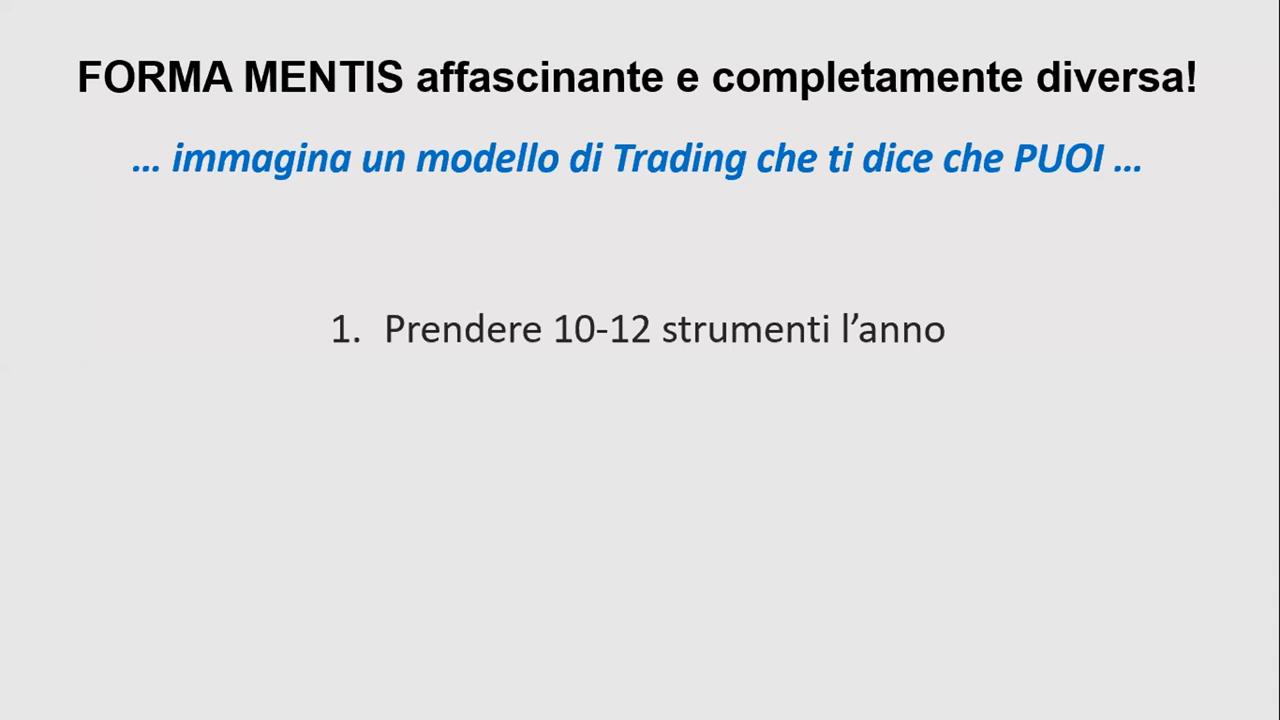 FORMA MENTIS affascinante e completamente diversa!
... immagina un modello di Trading che ti dice che PUOI ...
1. Prendere 10-12 strumenti l’anno